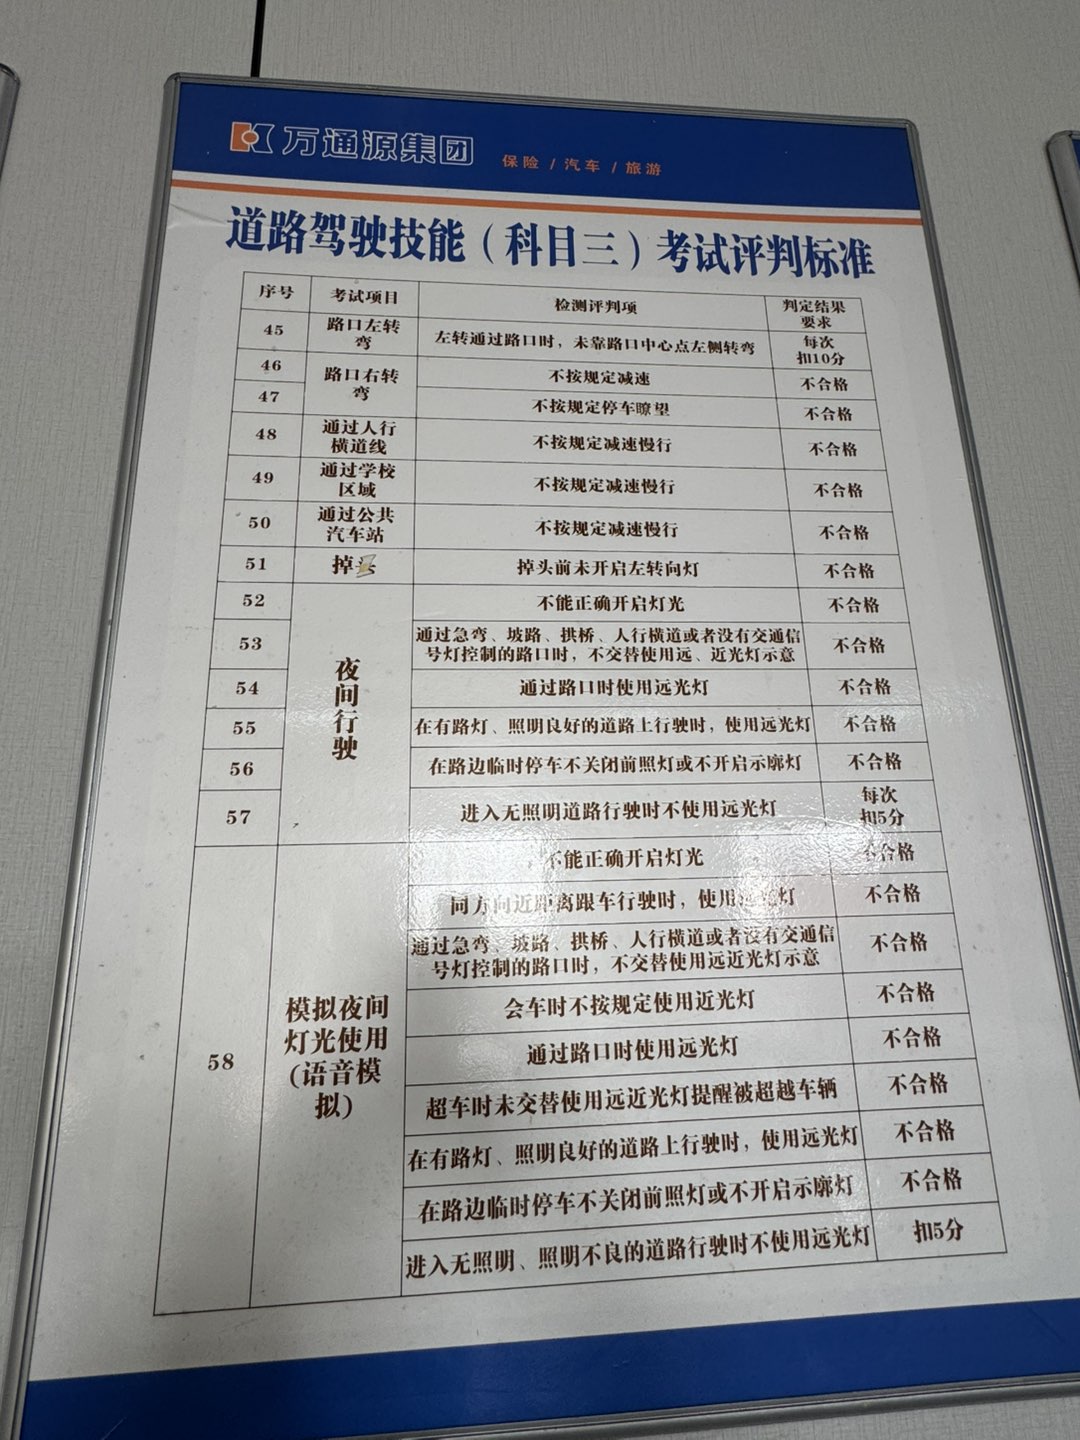 万通源集团
保险 / 汽车 / 旅游
道路驾驶技能（科目三）考试评判标准
序号 考试项目 检测评判项 判定结果要求
45 路口左转弯 左转通过路口时，未靠路口中心点左侧转弯 每次扣10分
46 路口右转弯 不按规定减速 不合格
47 不按规定停车瞭望 不合格
48 通过人行横道线 不按规定减速慢行 不合格
49 通过学校区域 不按规定减速慢行 不合格
50 通过公共汽车站 不按规定减速慢行 不合格
51 掉 掉头前未开启左转向灯 不合格
52 夜间行驶 不能正确开启灯光 不合格
53 通过急弯、坡路、拱桥、人行横道或者没有交通信号灯控制的路口时，不交替使用远、近光灯示意 不合格
54 通过路口时使用远光灯 不合格
55 在有路灯、照明良好的道路上行驶时，使用远光灯 不合格
56 在路边临时停车不关闭前照灯或不开启示廓灯 不合格
57 进入无照明道路行驶时不使用远光灯 每次扣5分
58 模拟夜间灯光使用(语音模拟) 不能正确开启灯光 不合格
同方向近距离跟车行驶时，使用光灯 不合格
通过急弯、坡路、拱桥、人行横道或者没有交通信号灯控制的路口时，不交替使用远近光灯示意 不合格
会车时不按规定使用近光灯 不合格
通过路口时使用远光灯 不合格
超车时未交替使用远近光灯提醒被超越车辆 不合格
在有路灯、照明良好的道路上行驶时，使用远光灯 不合格
在路边临时停车不关闭前照灯或不开启示廓灯 不合格
进入无照明、照明不良的道路行驶时不使用远光灯 扣5分